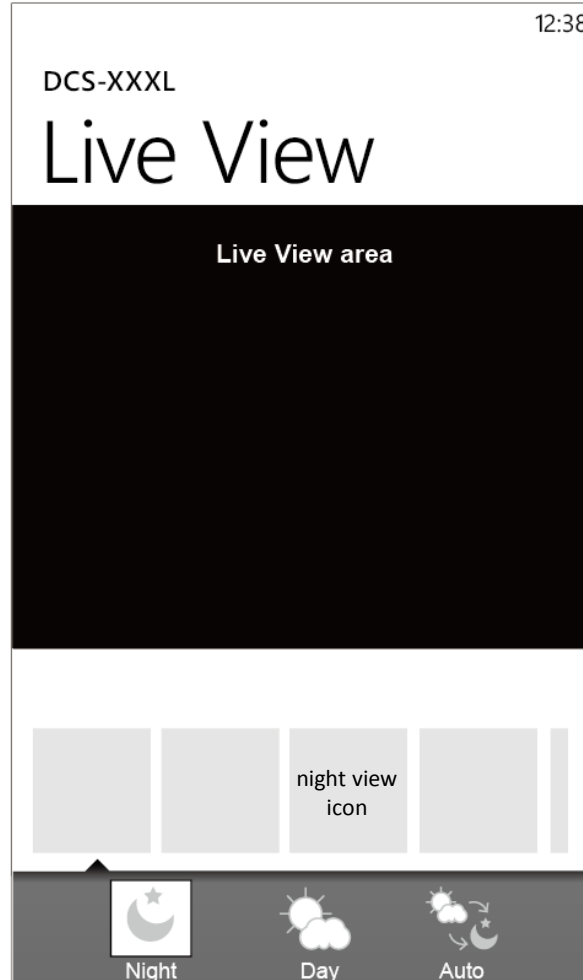 12:38
DCS-XXXL
Live View
Live View area
night view
icon
Night
Day
Auto